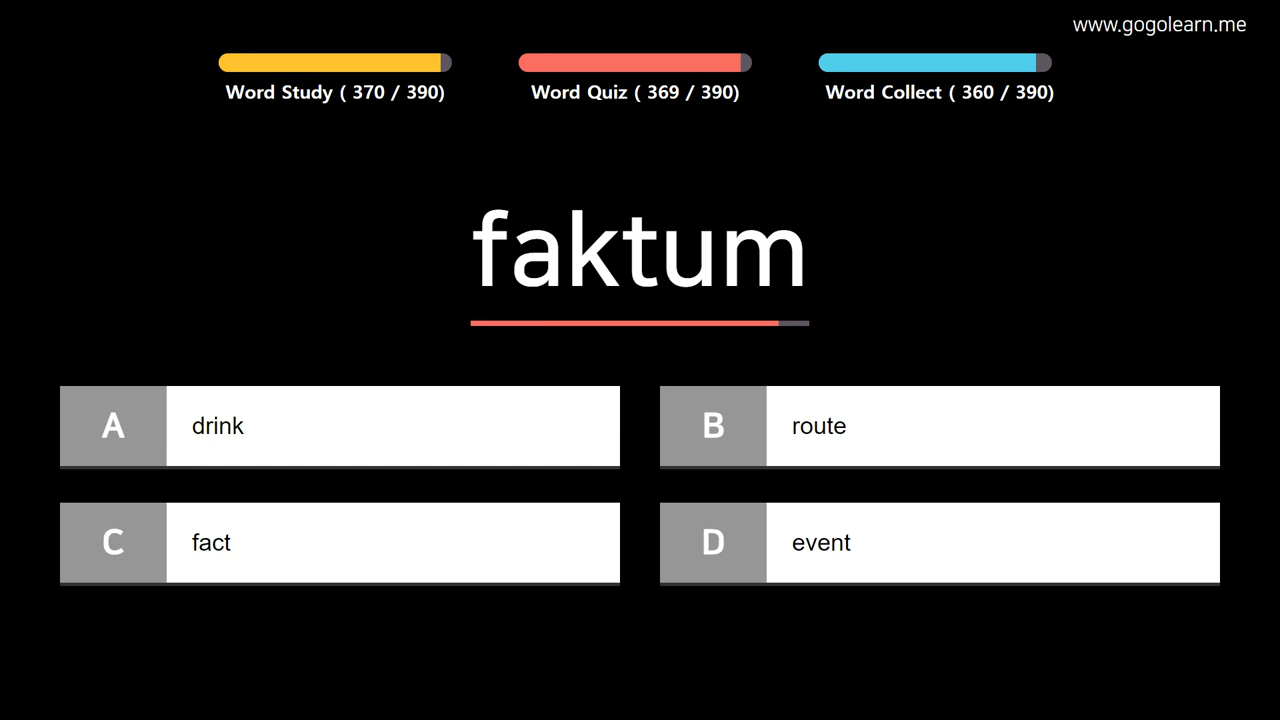 www.gogolearn.me
Word Study ( 370 / 390)
Word Quiz ( 369 / 390)
Word Collect ( 360 / 390)
faktum
A drink
B route
C fact
D event